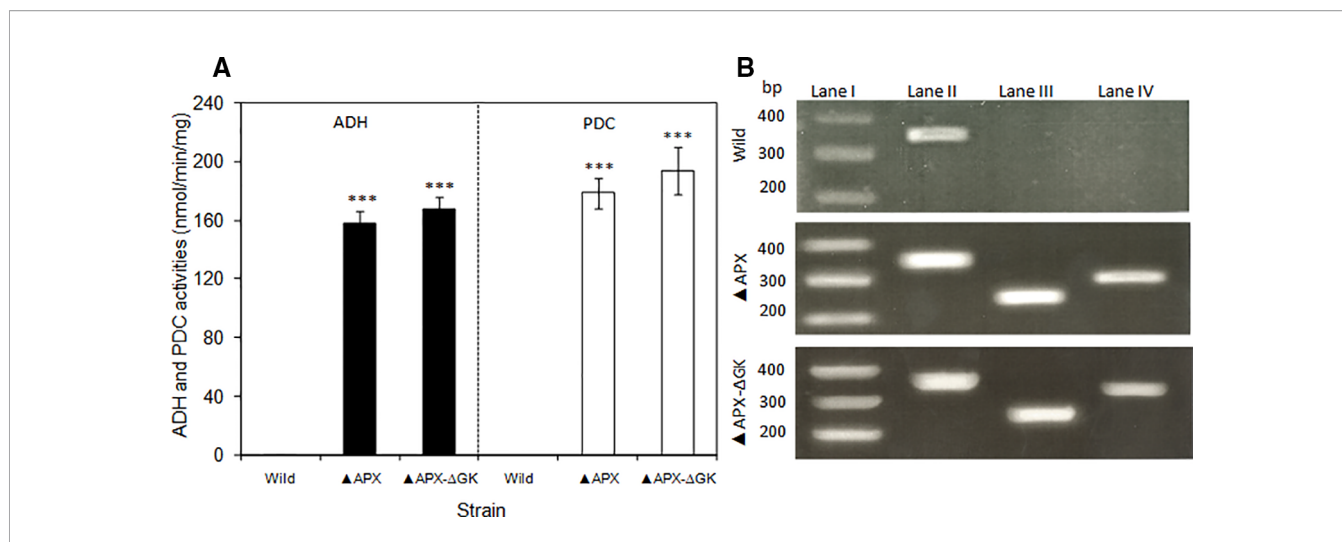 A
ADH and PDC activities (nmol/min/mg)
240
200
160
120
80
40
0
ADH
PDC
***
***
***
***
Wild
▲APX
▲APX-ΔGK
Wild
▲APX
▲APX-ΔGK
Strain
B
bp
Lane I
Lane II
Lane III
Lane IV
Wild
400
300
200
▲APX
400
300
200
▲APX-ΔGK
400
300
200